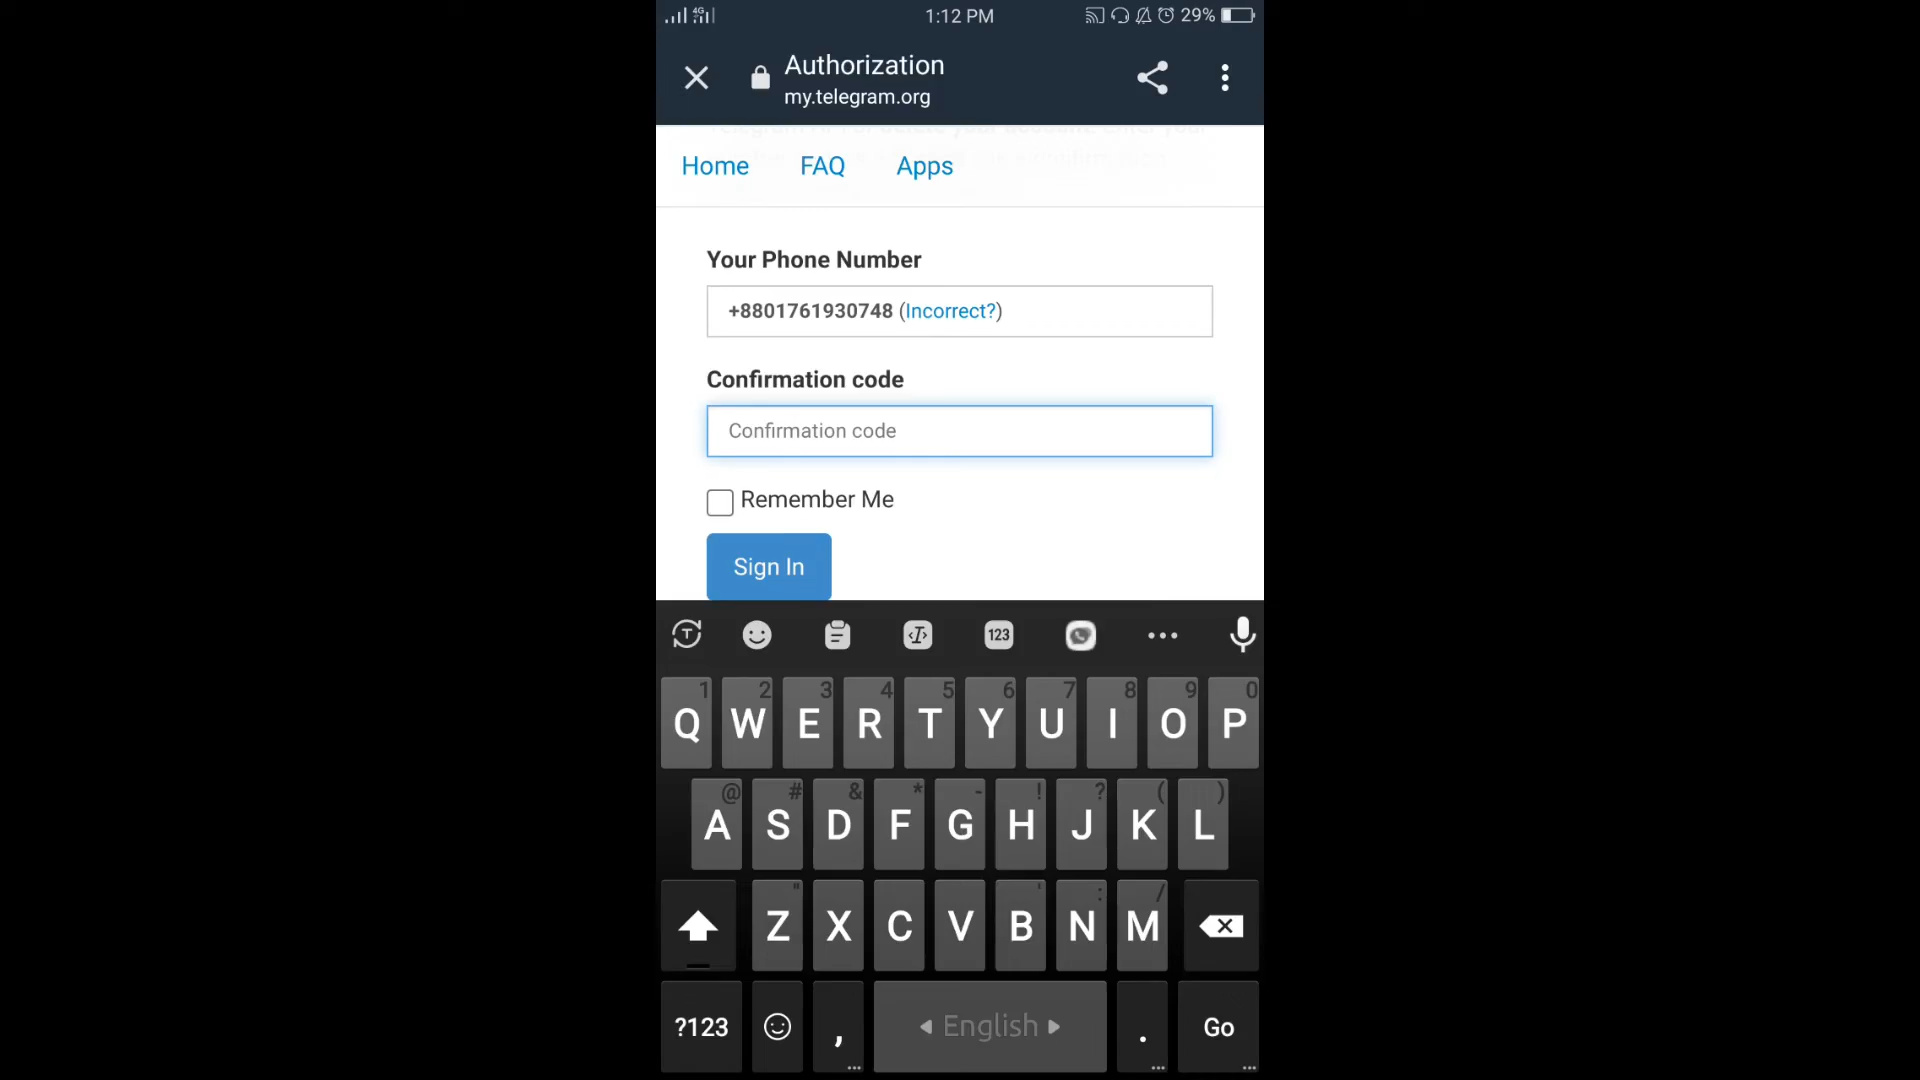 4G
1:12 PM
29%
Authorization
my.telegram.org
Home FAQ Apps
Your Phone Number
+8801761930748 (Incorrect?)
Confirmation code
Confirmation code
Remember Me
Sign In
123
1 2 3 4 5 6 7 8 9 0
Q W E R T Y U I O P
@ # & * - ! ? ( )
A S D F G H J K L
" ' : /
Z X C V B N M
?123 , English . Go